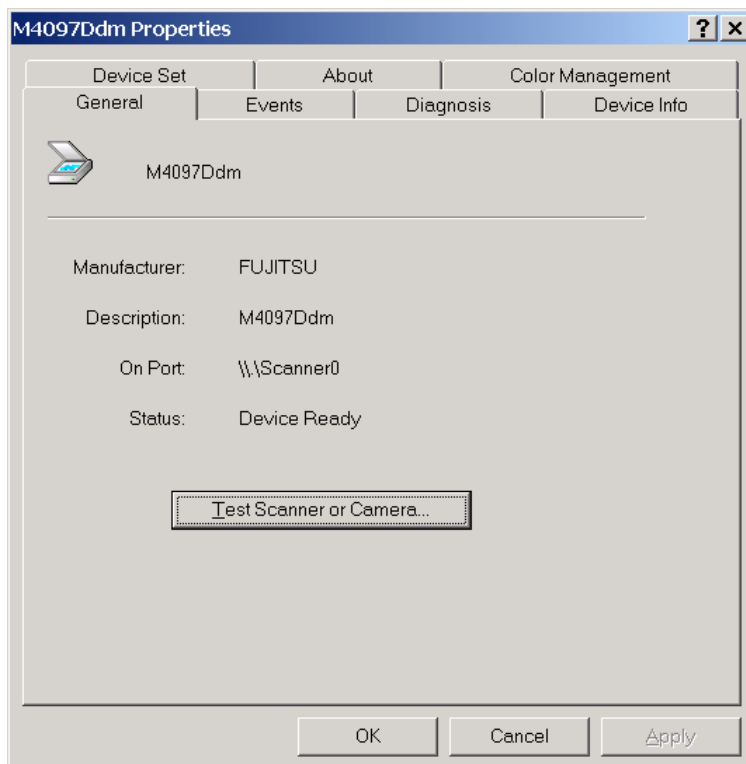 M4097Ddm Properties
? ×
Device Set About Color Management
General Events Diagnosis Device Info
M4097Ddm
Manufacturer: FUJITSU
Description: M4097Ddm
On Port: \\.\Scanner0
Status: Device Ready
Test Scanner or Camera...
OK Cancel Apply